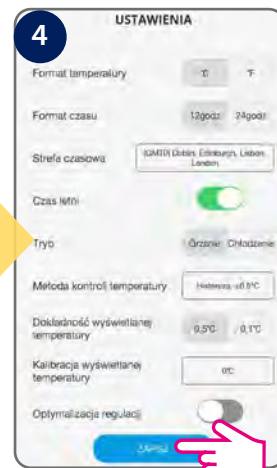 4
USTAWIENIA
Format temperatury °C °F
Format czasu 12godz 24godz
Strefa czasowa (GMT0) Dublin, Edinburgh, Lisbon, London
Czas letni
Tryb Grzanie Chłodzenie
Metoda kontroli temperatury Histereza ±0.5°C
Dokładność wyświetlanej temperatury 0,5°C 0,1°C
Kalibracja wyświetlanej temperatury 0°C
Optymalizacja regulacji
ZAPISZ